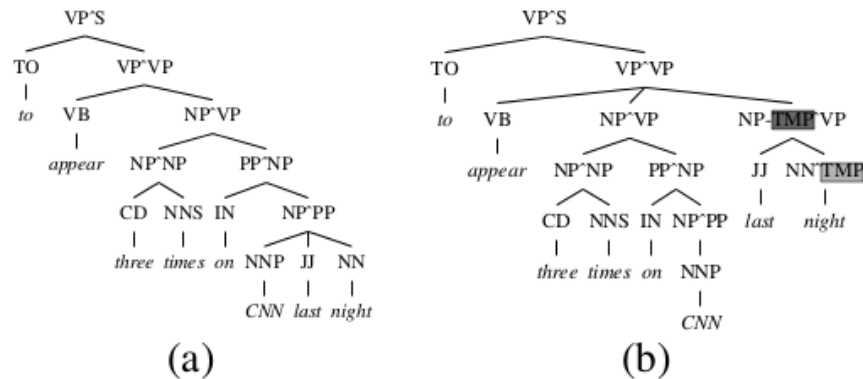 VP^S VP^S
TO VP^VP TO VP^VP
to VB NP^VP to VB NP^VP NP-TMP^VP
appear NP^NP PP^NP appear NP^NP PP^NP JJ NN^TMP
CD NNS IN NP^PP CD NNS IN NP^PP last night
three times on NNP JJ NN three times on NNP
CNN last night CNN
(a) (b)